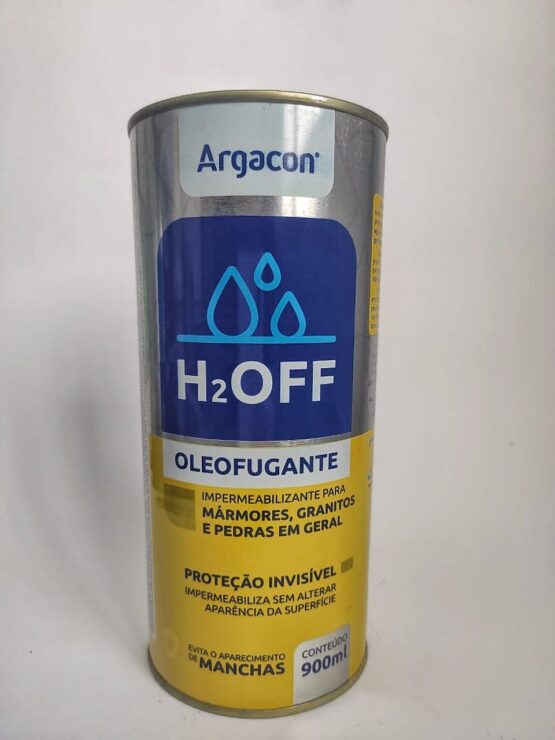 Argacon
H2OFF
OLEOFUGANTE
IMPERMEABILIZANTE PARA
MÁRMORES, GRANITOS
E PEDRAS EM GERAL
PROTEÇÃO INVISÍVEL
IMPERMEABILIZA SEM ALTERAR
APARÊNCIA DA SUPERFÍCIE
EVITA O APARECIMENTO
DE MANCHAS
CONTEÚDO
900ml